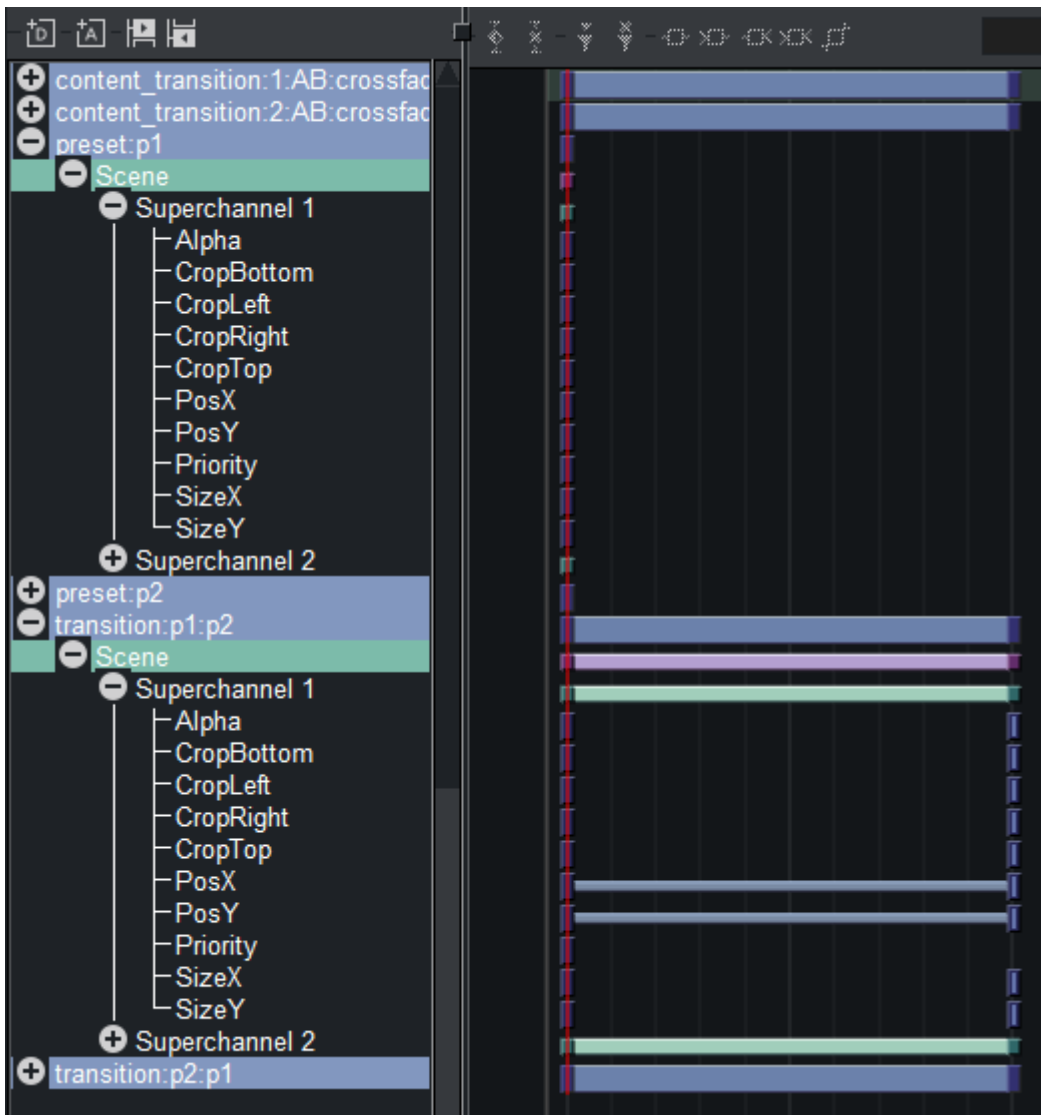 D A
content_transition:1:AB:crossfac
content_transition:2:AB:crossfac
preset:p1
Scene
Superchannel 1
Alpha
CropBottom
CropLeft
CropRight
CropTop
PosX
PosY
Priority
SizeX
SizeY
Superchannel 2
preset:p2
transition:p1:p2
Scene
Superchannel 1
Alpha
CropBottom
CropLeft
CropRight
CropTop
PosX
PosY
Priority
SizeX
SizeY
Superchannel 2
transition:p2:p1